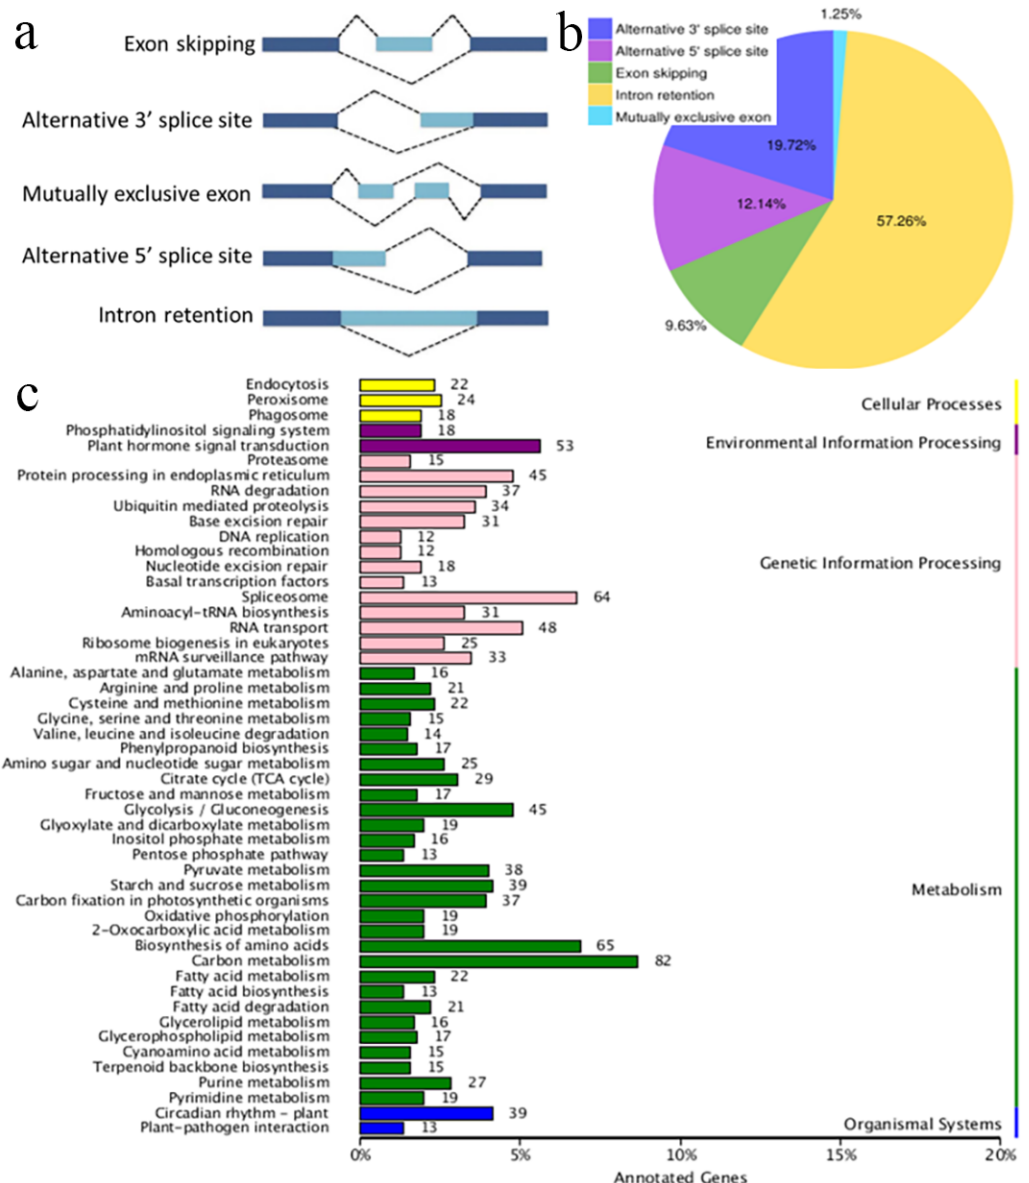 a
Exon skipping
Alternative 3’ splice site
Mutually exclusive exon
Alternative 5’ splice site
Intron retention
b
Alternative 3' splice site
Alternative 5' splice site
Exon skipping
Intron retention
Mutually exclusive exon
1.25%
19.72%
12.14%
57.26%
9.63%
c
Endocytosis 22
Peroxisome 24
Phagosome 18
Phosphatidylinositol signaling system 18
Plant hormone signal transduction 53
Proteasome 15
Protein processing in endoplasmic reticulum 45
RNA degradation 37
Ubiquitin mediated proteolysis 34
Base excision repair 31
DNA replication 12
Homologous recombination 12
Nucleotide excision repair 18
Basal transcription factors 13
Spliceosome 64
Aminoacyl-tRNA biosynthesis 31
RNA transport 48
Ribosome biogenesis in eukaryotes 25
mRNA surveillance pathway 33
Alanine, aspartate and glutamate metabolism 16
Arginine and proline metabolism 21
Cysteine and methionine metabolism 22
Glycine, serine and threonine metabolism 15
Valine, leucine and isoleucine degradation 14
Phenylpropanoid biosynthesis 17
Amino sugar and nucleotide sugar metabolism 25
Citrate cycle (TCA cycle) 29
Fructose and mannose metabolism 17
Glycolysis / Gluconeogenesis 45
Glyoxylate and dicarboxylate metabolism 19
Inositol phosphate metabolism 16
Pentose phosphate pathway 13
Pyruvate metabolism 38
Starch and sucrose metabolism 39
Carbon fixation in photosynthetic organisms 37
Oxidative phosphorylation 19
2-Oxocarboxylic acid metabolism 19
Biosynthesis of amino acids 65
Carbon metabolism 82
Fatty acid metabolism 22
Fatty acid biosynthesis 13
Fatty acid degradation 21
Glycerolipid metabolism 16
Glycerophospholipid metabolism 17
Cyanoamino acid metabolism 15
Terpenoid backbone biosynthesis 15
Purine metabolism 27
Pyrimidine metabolism 19
Circadian rhythm - plant 39
Plant-pathogen interaction 13
Cellular Processes
Environmental Information Processing
Genetic Information Processing
Metabolism
Organismal Systems
0% 5% 10% 15% 20%
Annotated Genes